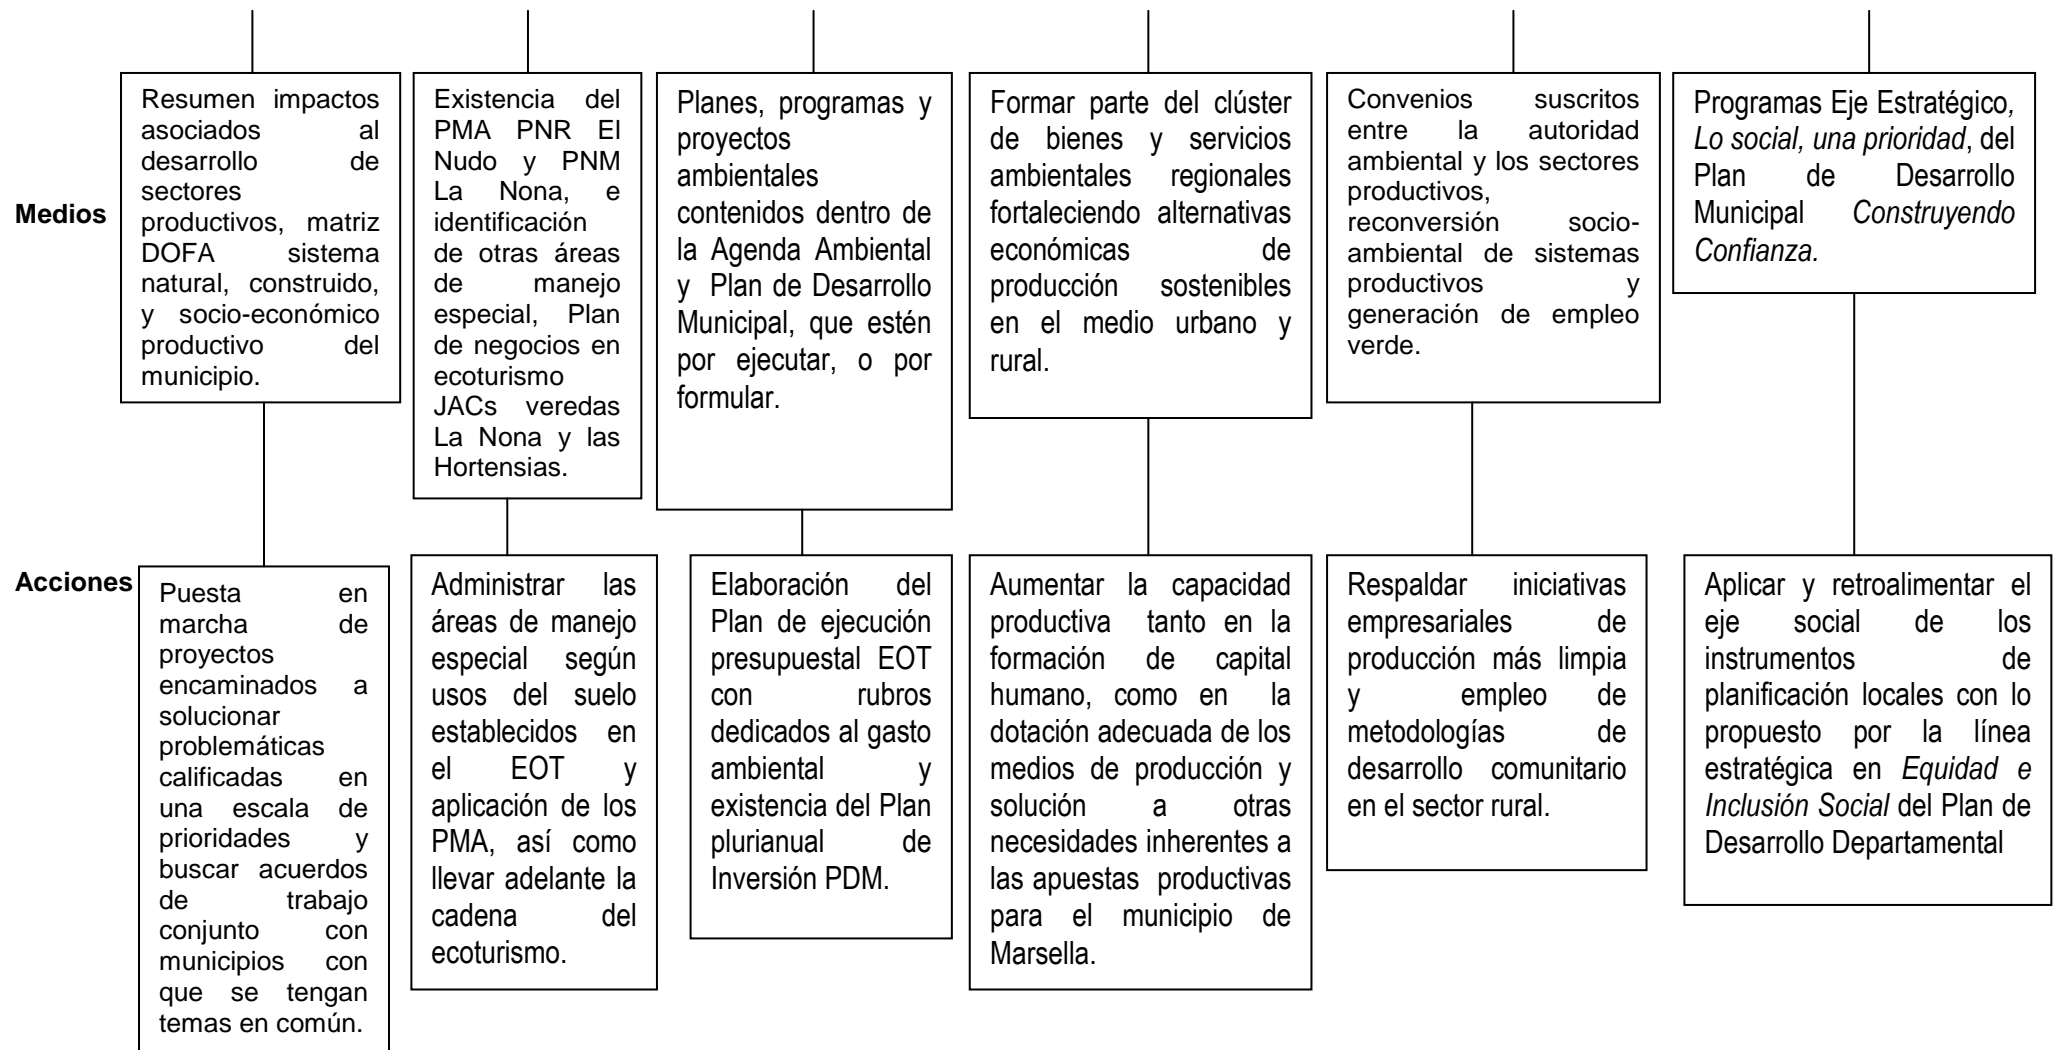 Medios
Resumen impactos
asociados al
desarrollo de
sectores
productivos, matriz
DOFA sistema
natural, construido,
y socio-económico
productivo del
municipio.
Existencia del
PMA PNR El
Nudo y PNM
La Nona, e
identificación
de otras áreas
de manejo
especial, Plan
de negocios en
ecoturismo
JACs veredas
La Nona y las
Hortensias.
Planes, programas y
proyectos
ambientales
contenidos dentro de
la Agenda Ambiental
y Plan de Desarrollo
Municipal, que estén
por ejecutar, o por
formular.
Formar parte del clúster
de bienes y servicios
ambientales regionales
fortaleciendo alternativas
económicas de
producción sostenibles
en el medio urbano y
rural.
Convenios suscritos
entre la autoridad
ambiental y los sectores
productivos,
reconversión socio-
ambiental de sistemas
productivos y
generación de empleo
verde.
Programas Eje Estratégico,
Lo social, una prioridad, del
Plan de Desarrollo
Municipal Construyendo
Confianza.
Acciones
Puesta en
marcha de
proyectos
encaminados a
solucionar
problemáticas
calificadas en
una escala de
prioridades y
buscar acuerdos
de trabajo
conjunto con
municipios con
que se tengan
temas en común.
Administrar las
áreas de manejo
especial según
usos del suelo
establecidos en
el EOT y
aplicación de los
PMA, así como
llevar adelante la
cadena del
ecoturismo.
Elaboración del
Plan de ejecución
presupuestal EOT
con rubros
dedicados al gasto
ambiental y
existencia del Plan
plurianual de
Inversión PDM.
Aumentar la capacidad
productiva tanto en la
formación de capital
humano, como en la
dotación adecuada de los
medios de producción y
solución a otras
necesidades inherentes a
las apuestas productivas
para el municipio de
Marsella.
Respaldar iniciativas
empresariales de
producción más limpia
y empleo de
metodologías de
desarrollo comunitario
en el sector rural.
Aplicar y retroalimentar el
eje social de los
instrumentos de
planificación locales con lo
propuesto por la línea
estratégica en Equidad e
Inclusión Social del Plan de
Desarrollo Departamental